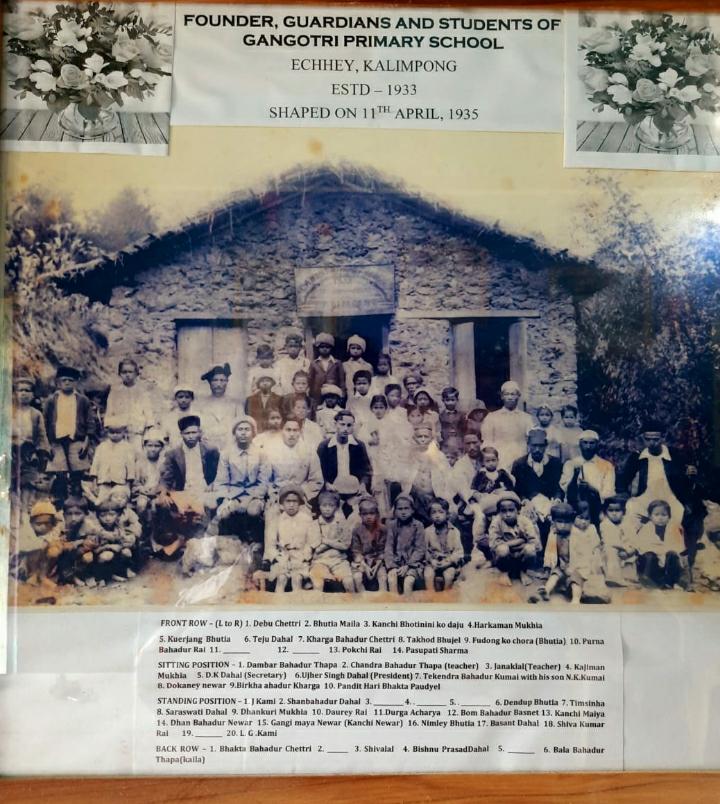 FOUNDER, GUARDIANS AND STUDENTS OF
GANGOTRI PRIMARY SCHOOL
ECHHEY, KALIMPONG
ESTD – 1933
SHAPED ON 11TH APRIL, 1935
FRONT ROW – (L to R) 1. Debu Chettri 2. Bhutia Maila 3. Kanchi Bhotinini ko daju 4.Harkaman Mukhia
5. Kuerjang Bhutia 6. Teju Dahal 7. Kharga Bahadur Chettri 8. Takhod Bhujel 9. Fudong ko chora (Bhutia) 10. Purna
Bahadur Rai 11. ______ 12. ______ 13. Pokchi Rai 14. Pasupati Sharma
SITTING POSITION – 1. Dambar Bahadur Thapa 2. Chandra Bahadur Thapa (teacher) 3. Janaklal(Teacher) 4. Kajiman
Mukhia 5. D.K Dahal (Secretary) 6.Ujher Singh Dahal (President) 7. Tekendra Bahadur Kumai with his son N.K.Kumai
8. Dokaney newar 9.Birkha ahadur Kharga 10. Pandit Hari Bhakta Paudyel
STANDING POSITION – 1. J Kami 2. Shanbahadur Dahal 3. ______ 4. . ______ 5. . ______ 6. Dendup Bhutia 7. Timsinha
8. Saraswati Dahal 9. Dhankuri Mukhia 10. Daurey Rai 11.Durga Acharya 12. Bom Bahadur Basnet 13. Kanchi Maiya
14. Dhan Bahadur Newar 15. Gangi maya Newar (Kanchi Newar) 16. Nimley Bhutia 17. Basant Dahal 18. Shiva Kumar
Rai 19. ______ 20. L. G .Kami
BACK ROW – 1. Bhakta Bahadur Chettri 2. _____ 3. Shivalal 4. Bishnu PrasadDahal 5. _____ 6. Bala Bahadur
Thapa(kaila)